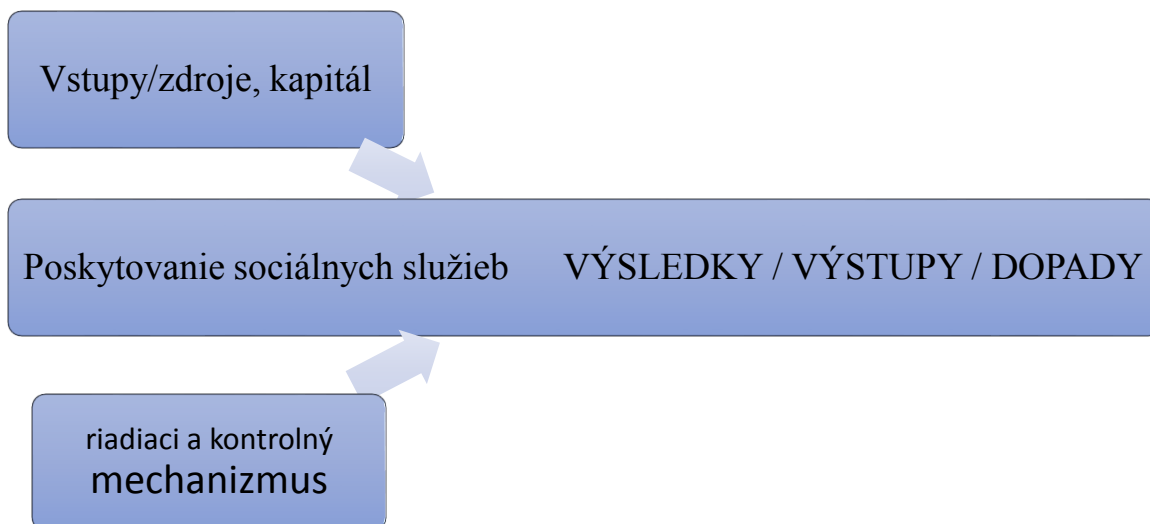 Vstupy/zdroje, kapitál
Poskytovanie sociálnych služieb VÝSLEDKY / VÝSTUPY / DOPADY
riadiaci a kontrolný
mechanizmus